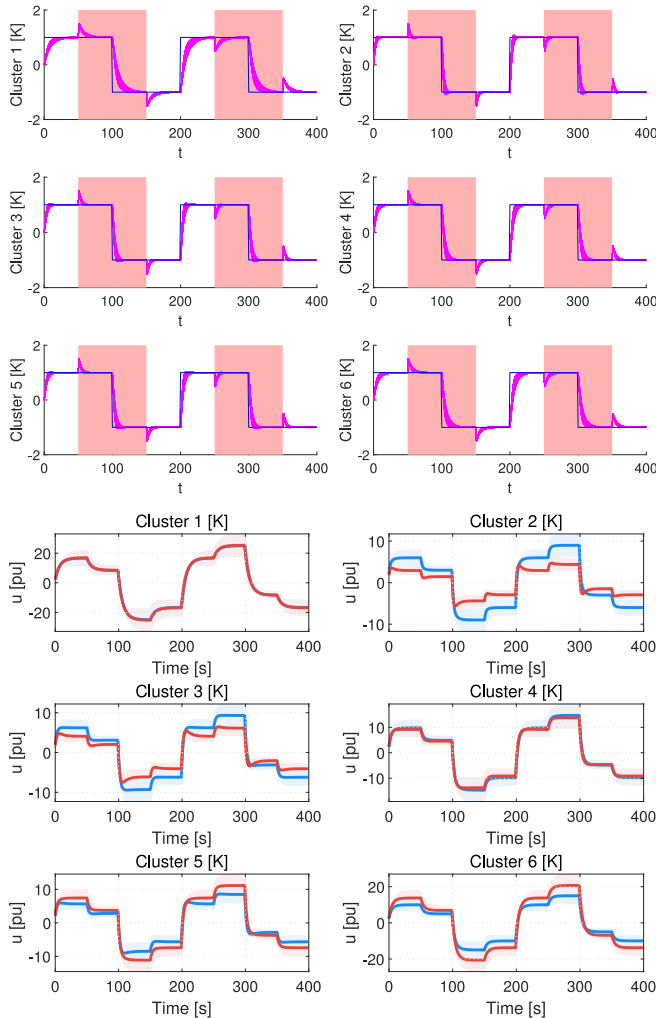 2
Cluster 1 [K]
0
-2
0 100 200 300 400
t
2
Cluster 2 [K]
0
-2
0 100 200 300 400
t
2
Cluster 3 [K]
0
-2
0 100 200 300 400
t
2
Cluster 4 [K]
0
-2
0 100 200 300 400
t
2
Cluster 5 [K]
0
-2
0 100 200 300 400
t
2
Cluster 6 [K]
0
-2
0 100 200 300 400
t
Cluster 1 [K]
20
u [pu]
0
-20
0 100 200 300 400
Time [s]
Cluster 2 [K]
10
u [pu]
0
-10
0 100 200 300 400
Time [s]
Cluster 3 [K]
10
u [pu]
0
-10
0 100 200 300 400
Time [s]
Cluster 4 [K]
10
u [pu]
0
-10
0 100 200 300 400
Time [s]
Cluster 5 [K]
10
u [pu]
0
-10
0 100 200 300 400
Time [s]
Cluster 6 [K]
20
u [pu]
0
-20
0 100 200 300 400
Time [s]